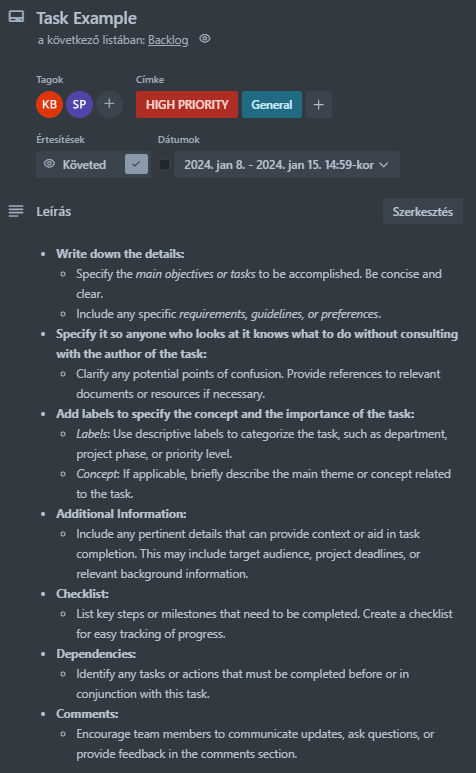 Task Example
a következő listában: Backlog
Tagok
Címke
KB
SP
+
HIGH PRIORITY
General
+
Értesítések
Dátumok
Követed
2024. jan 8. - 2024. jan 15. 14:59-kor
Leírás
Szerkesztés
• Write down the details:
Specify the main objectives or tasks to be accomplished. Be concise and
clear.
Include any specific requirements, guidelines, or preferences.
• Specify it so anyone who looks at it knows what to do without consulting
with the author of the task:
Clarify any potential points of confusion. Provide references to relevant
documents or resources if necessary.
• Add labels to specify the concept and the importance of the task:
Labels: Use descriptive labels to categorize the task, such as department,
project phase, or priority level.
Concept: If applicable, briefly describe the main theme or concept related
to the task.
• Additional Information:
Include any pertinent details that can provide context or aid in task
completion. This may include target audience, project deadlines, or
relevant background information.
• Checklist:
List key steps or milestones that need to be completed. Create a checklist
for easy tracking of progress.
• Dependencies:
Identify any tasks or actions that must be completed before or in
conjunction with this task.
• Comments:
Encourage team members to communicate updates, ask questions, or
provide feedback in the comments section.